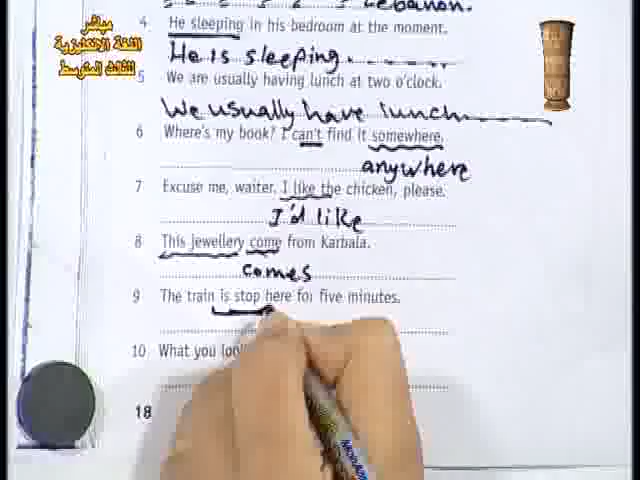 Lebanon.
مباشر
اللغة الانكليزية
للثالث المتوسط
4 He sleeping in his bedroom at the moment.
He is sleeping
5 We are usually having lunch at two o'clock.
We usually have lunch
6 Where's my book? I can't find it somewhere.
anywhere
7 Excuse me, waiter. I like the chicken, please.
I'd like
8 This jewellery come from Karbala.
comes
9 The train is stop here for five minutes.
10 What you
18